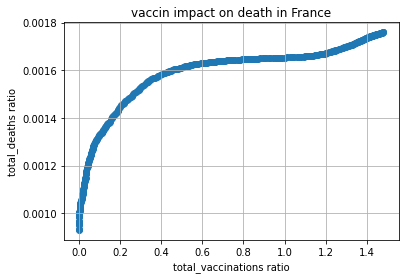 vaccin impact on death in France
total_deaths ratio
0.0018
0.0016
0.0014
0.0012
0.0010
0.0 0.2 0.4 0.6 0.8 1.0 1.2 1.4
total_vaccinations ratio